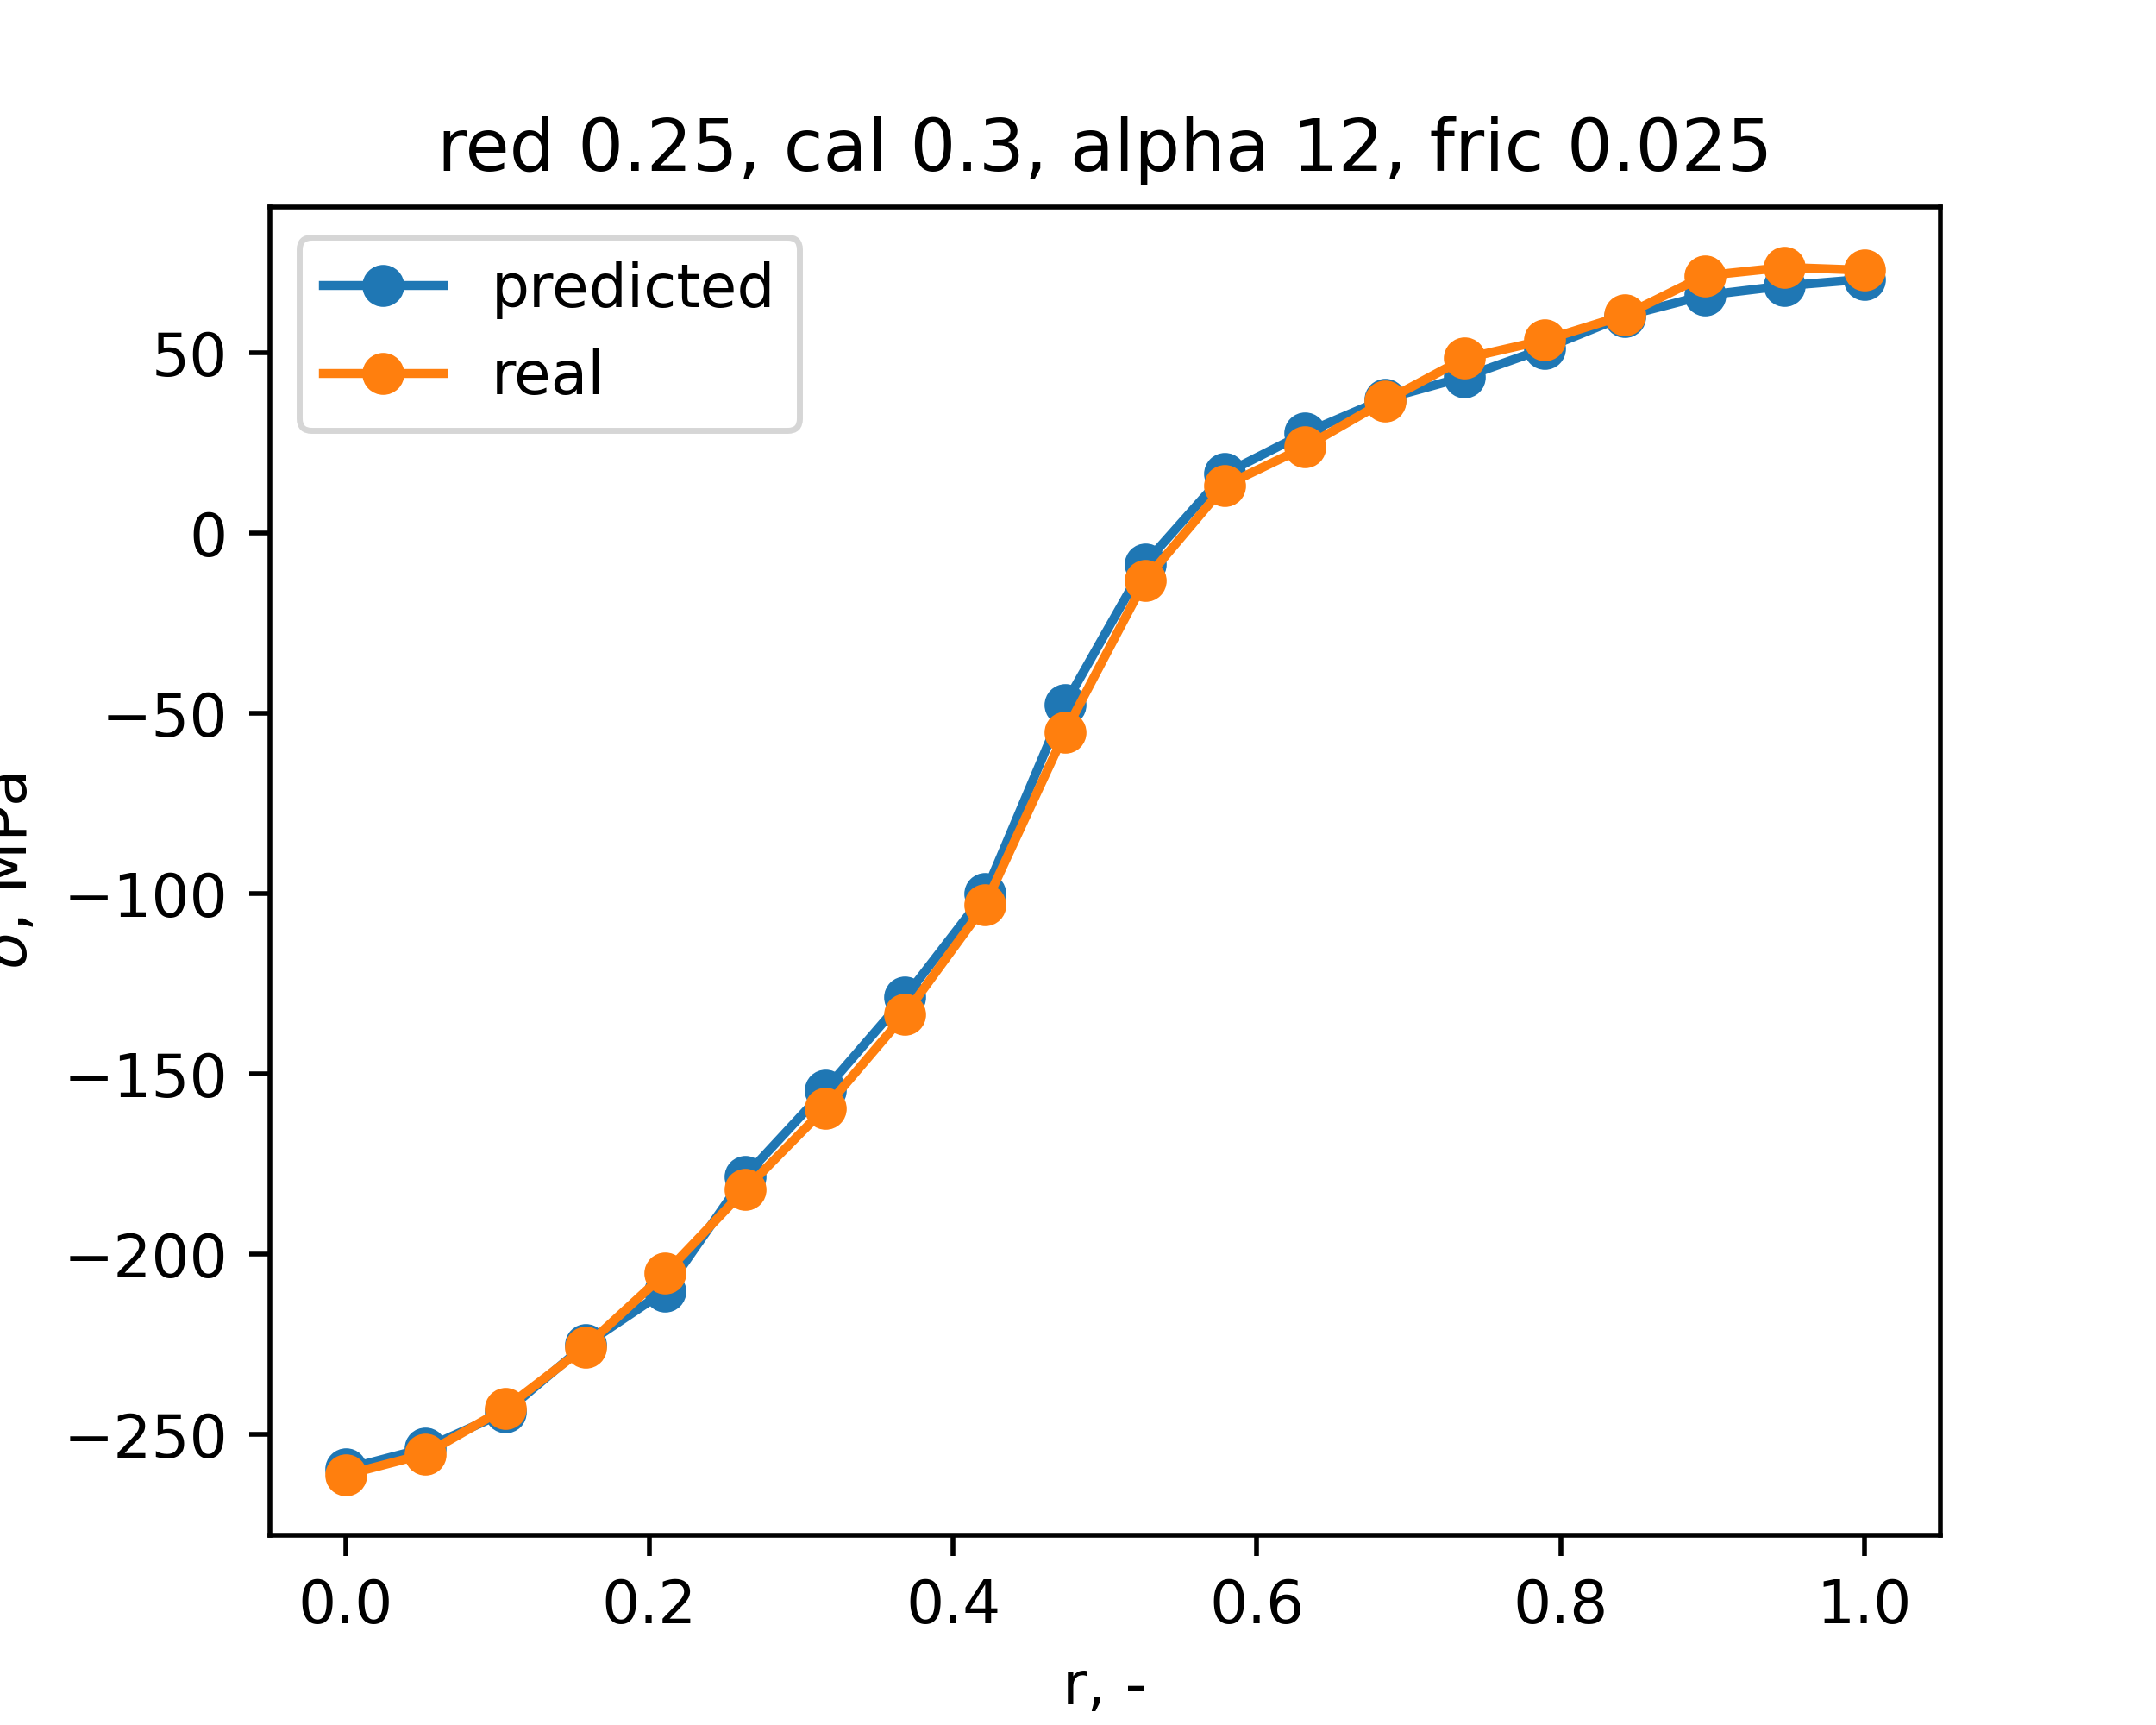 red 0.25, cal 0.3, alpha 12, fric 0.025
predicted
real
50
0
−50
−100
−150
−200
−250
σ, MPa
0.0 0.2 0.4 0.6 0.8 1.0
r, -